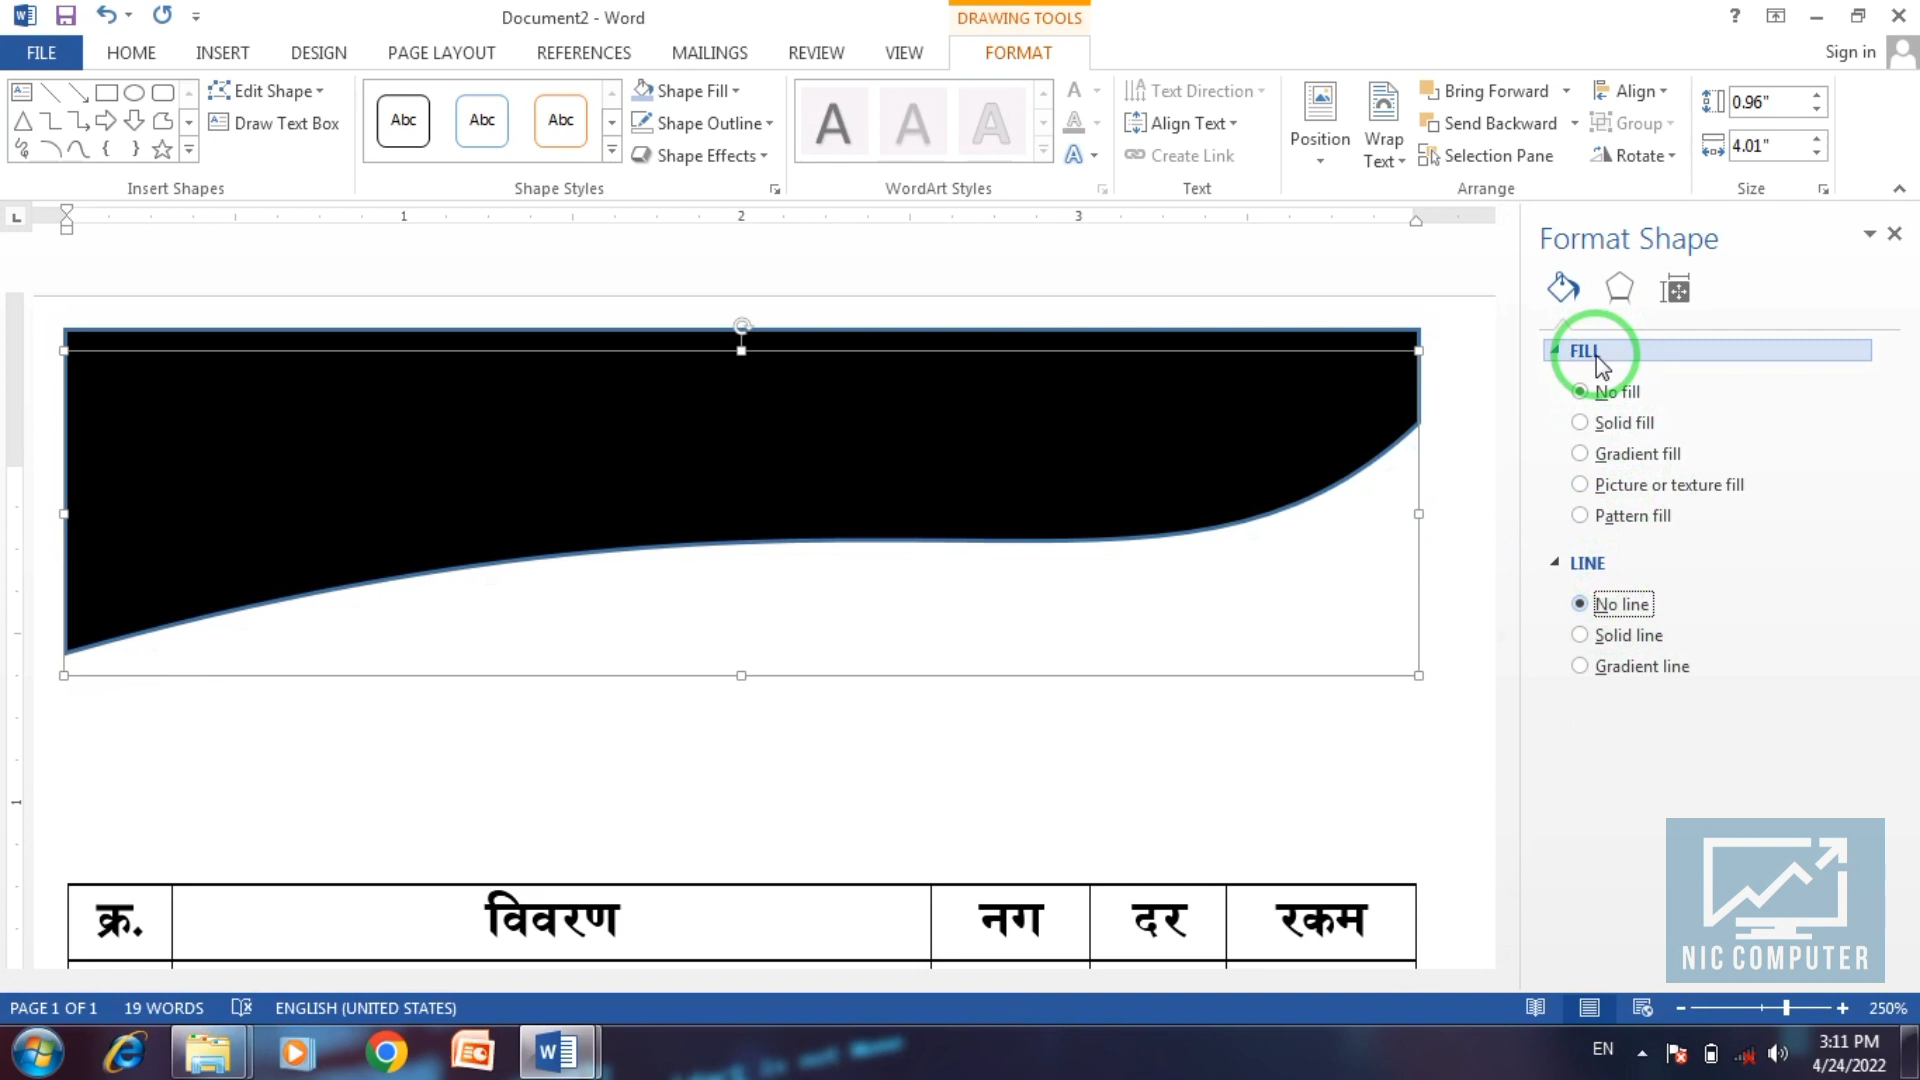 Document2 - Word
DRAWING TOOLS
?
FILE
HOME
INSERT
DESIGN
PAGE LAYOUT
REFERENCES
MAILINGS
REVIEW
VIEW
FORMAT
Sign in
Edit Shape
Draw Text Box
Insert Shapes
Abc
Abc
Abc
Shape Fill
Shape Outline
Shape Effects
Shape Styles
A
A
A
WordArt Styles
Text Direction
Align Text
Create Link
Text
Position
Wrap
Text
Bring Forward
Send Backward
Selection Pane
Align
Group
Rotate
Arrange
0.96"
4.01"
Size
1
2
3
Format Shape
FILL
No fill
Solid fill
Gradient fill
Picture or texture fill
Pattern fill
LINE
No line
Solid line
Gradient line
1
क्र.
विवरण
नग
दर
रकम
NIC COMPUTER
PAGE 1 OF 1
19 WORDS
ENGLISH (UNITED STATES)
250%
EN
3:11 PM
4/24/2022